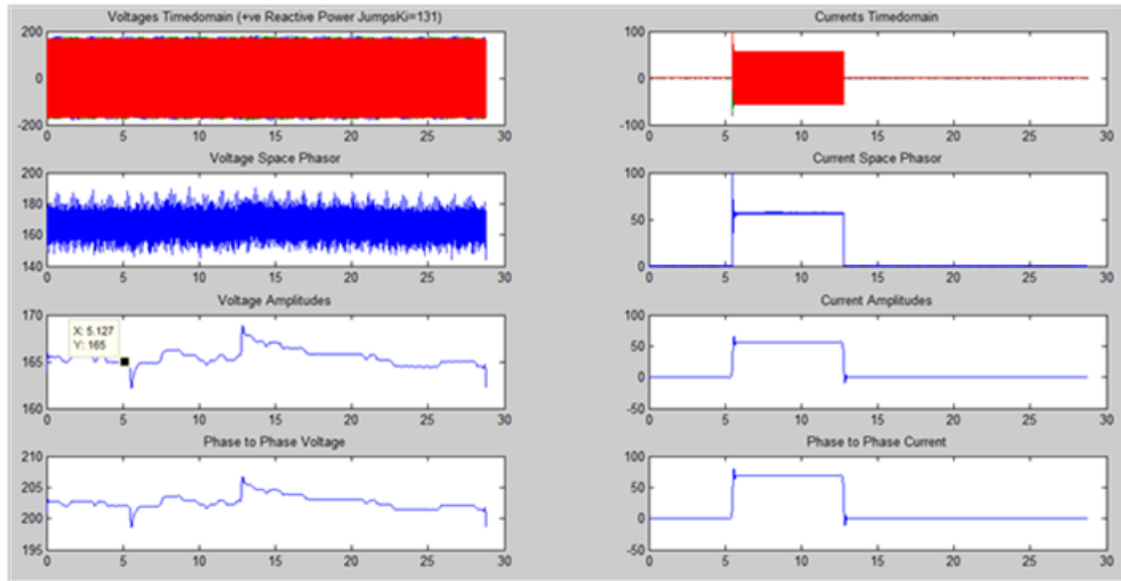 Voltages Timedomain (+ve Reactive Power JumpsKi=131)
200
0
-200
0 5 10 15 20 25 30
Currents Timedomain
100
0
-100
0 5 10 15 20 25 30
Voltage Space Phasor
200
180
160
140
0 5 10 15 20 25 30
Current Space Phasor
100
50
0
0 5 10 15 20 25 30
Voltage Amplitudes
170
165
160
X: 5.127
Y: 165
0 5 10 15 20 25 30
Current Amplitudes
100
50
0
-50
0 5 10 15 20 25 30
Phase to Phase Voltage
210
205
200
195
0 5 10 15 20 25 30
Phase to Phase Current
100
50
0
-50
0 5 10 15 20 25 30